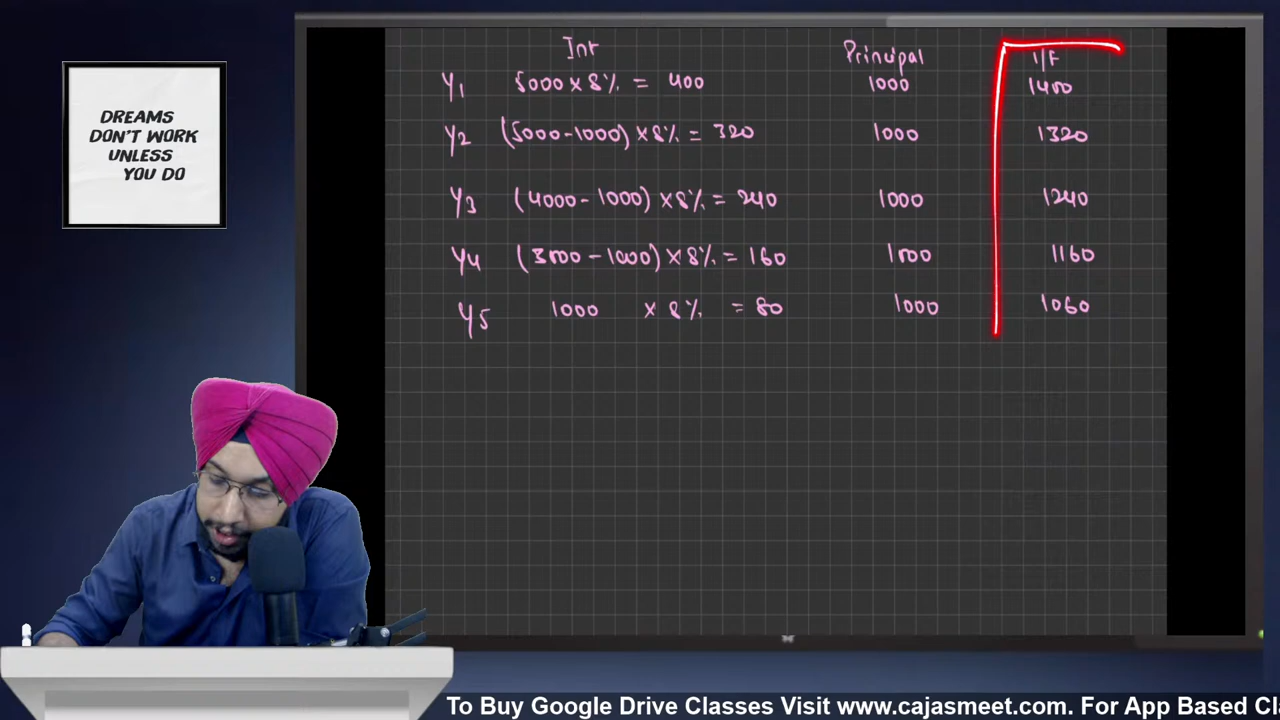 DREAMS
DON'T WORK
UNLESS
YOU DO
Int Principal I/F
Y1 5000 x 8% = 400 1000 1400
Y2 (5000-1000) x 8% = 320 1000 1320
Y3 (4000-1000) x 8% = 240 1000 1240
Y4 (3000-1000) x 8% = 160 1000 1160
Y5 1000 x 8% = 80 1000 1060
To Buy Google Drive Classes Visit www.cajasmeet.com. For App Based Cl